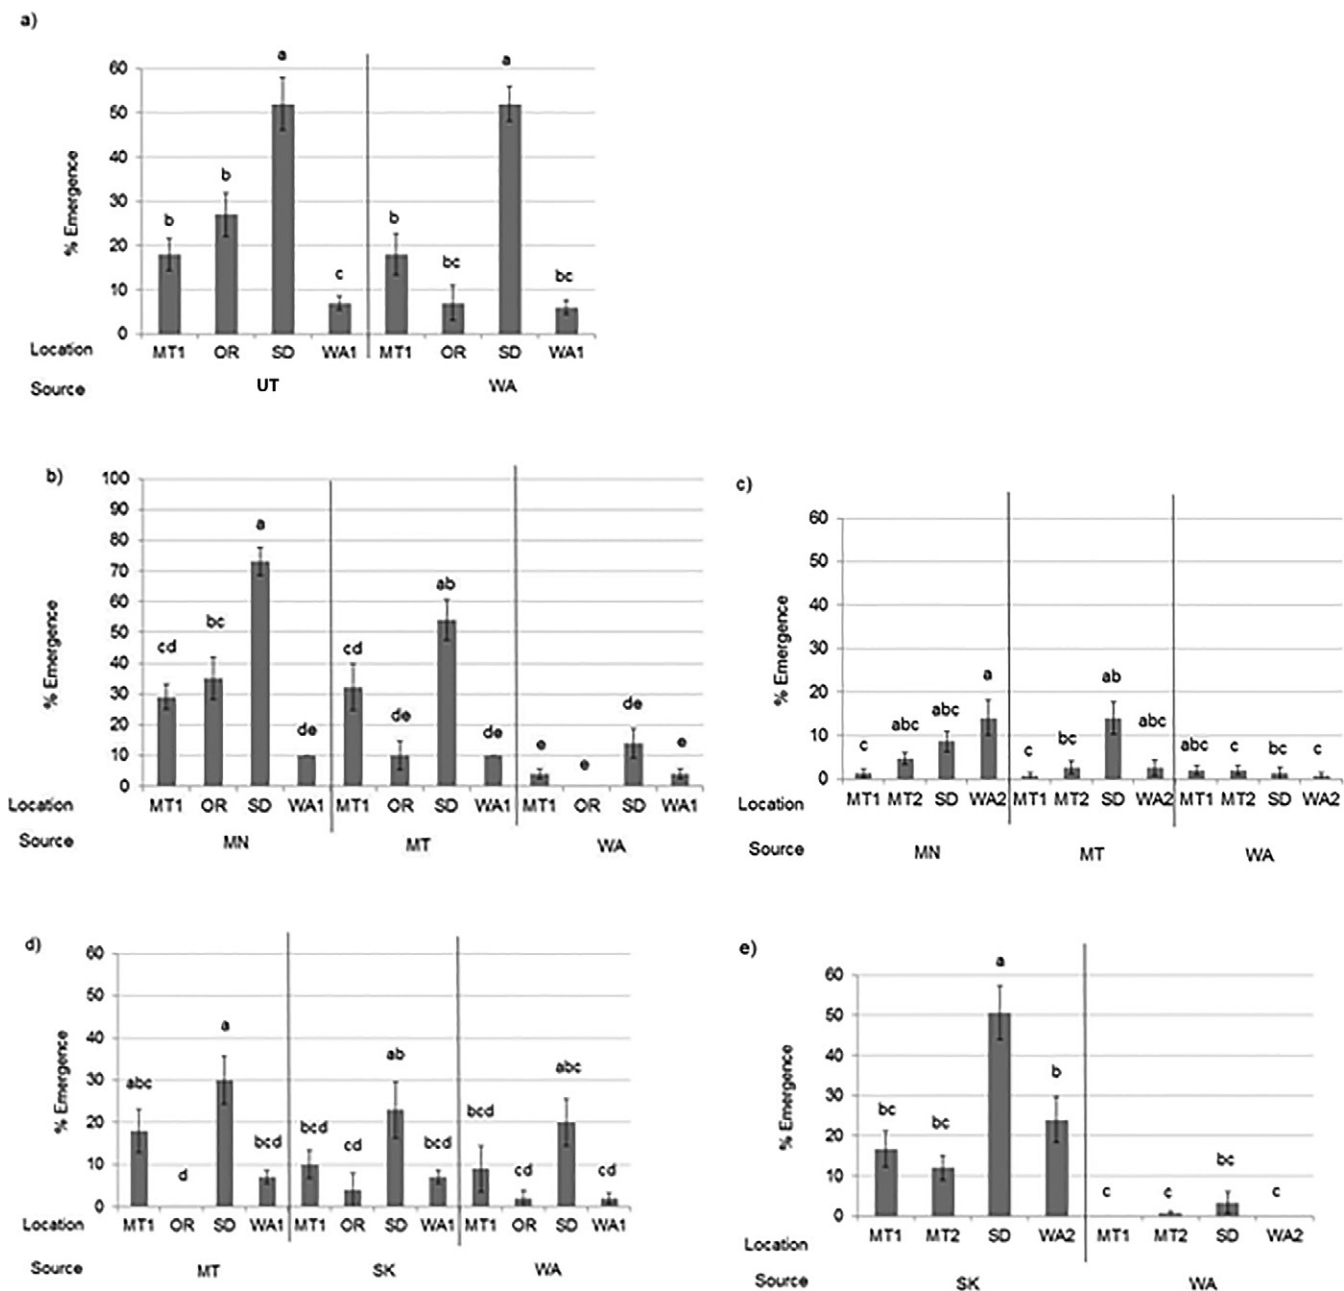 a)
% Emergence
60
50
40
30
20
10
0
b b a c b bc a bc
Location MT1 OR SD WA1 MT1 OR SD WA1
Source UT WA
b)
% Emergence
100
90
80
70
60
50
40
30
20
10
0
cd bc a de cd de ab de e e de e
Location MT1 OR SD WA1 MT1 OR SD WA1 MT1 OR SD WA1
Source MN MT WA
c)
% Emergence
60
50
40
30
20
10
0
c abc abc a c bc ab abc abc c bc c
Location MT1 MT2 SD WA2 MT1 MT2 SD WA2 MT1 MT2 SD WA2
Source MN MT WA
d)
% Emergence
60
50
40
30
20
10
0
abc d a bcd bcd cd ab bcd bcd cd abc cd
Location MT1 OR SD WA1 MT1 OR SD WA1 MT1 OR SD WA1
Source MT SK WA
e)
% Emergence
60
50
40
30
20
10
0
bc bc a b c c bc c
Location MT1 MT2 SD WA2 MT1 MT2 SD WA2
Source SK WA